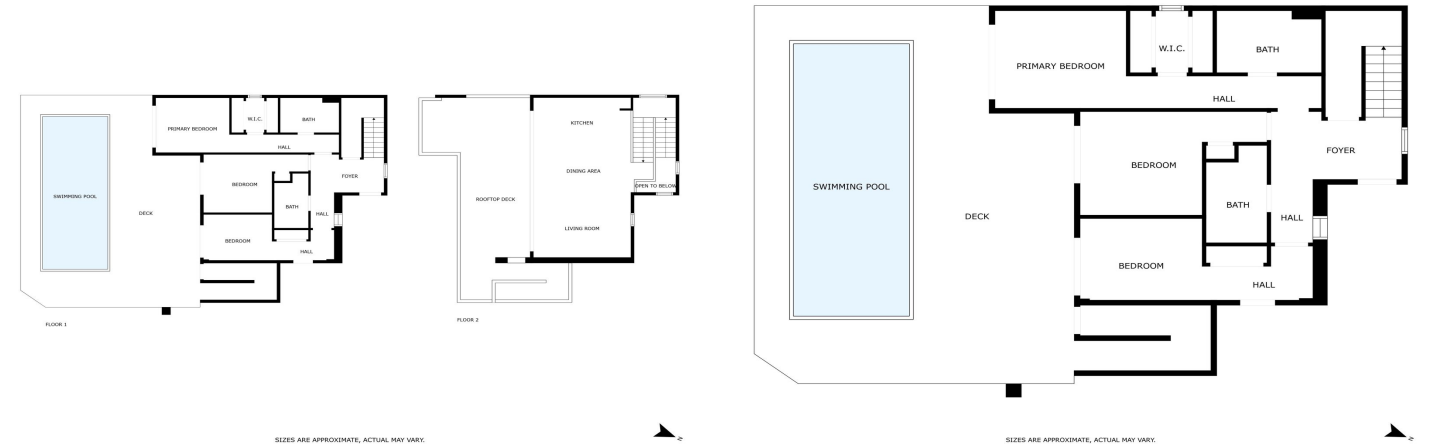 PRIMARY BEDROOM
W.I.C.
BATH
HALL
FOYER
BEDROOM
SWIMMING POOL
DECK
BATH
HALL
BEDROOM
HALL
FLOOR 1
KITCHEN
DINING AREA
OPEN TO BELOW
ROOFTOP DECK
LIVING ROOM
FLOOR 2
SIZES ARE APPROXIMATE, ACTUAL MAY VARY.
N
W.I.C.
BATH
PRIMARY BEDROOM
HALL
FOYER
BEDROOM
SWIMMING POOL
BATH
DECK
HALL
BEDROOM
HALL
SIZES ARE APPROXIMATE, ACTUAL MAY VARY.
N